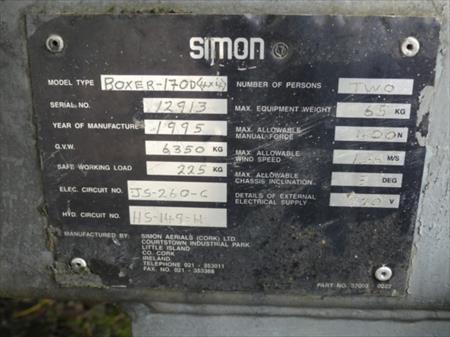 SIMON
MODEL TYPE BOXER-170D(4x4)
SERIAL NO. 12913
YEAR OF MANUFACTURE 1995
G.V.W. 6350 KG
SAFE WORKING LOAD 225 KG
ELEC. CIRCUIT NO. JS-260-C
HYD. CIRCUIT NO. HS-149-H
NUMBER OF PERSONS TWO
MAX. EQUIPMENT WEIGHT 65 KG
MAX. ALLOWABLE
MANUAL FORCE 400 N
MAX. ALLOWABLE
WIND SPEED M/S
MAX. ALLOWABLE
CHASSIS INCLINATION 5 DEG
DETAILS OF EXTERNAL
ELECTRICAL SUPPLY V
MANUFACTURED BY: SIMON AERIALS (CORK) LTD.
COURTSTOWN INDUSTRIAL PARK
LITTLE ISLAND
CO. CORK
IRELAND.
TELEPHONE 021 - 353011
FAX. NO. 021 - 353368
PART NO.